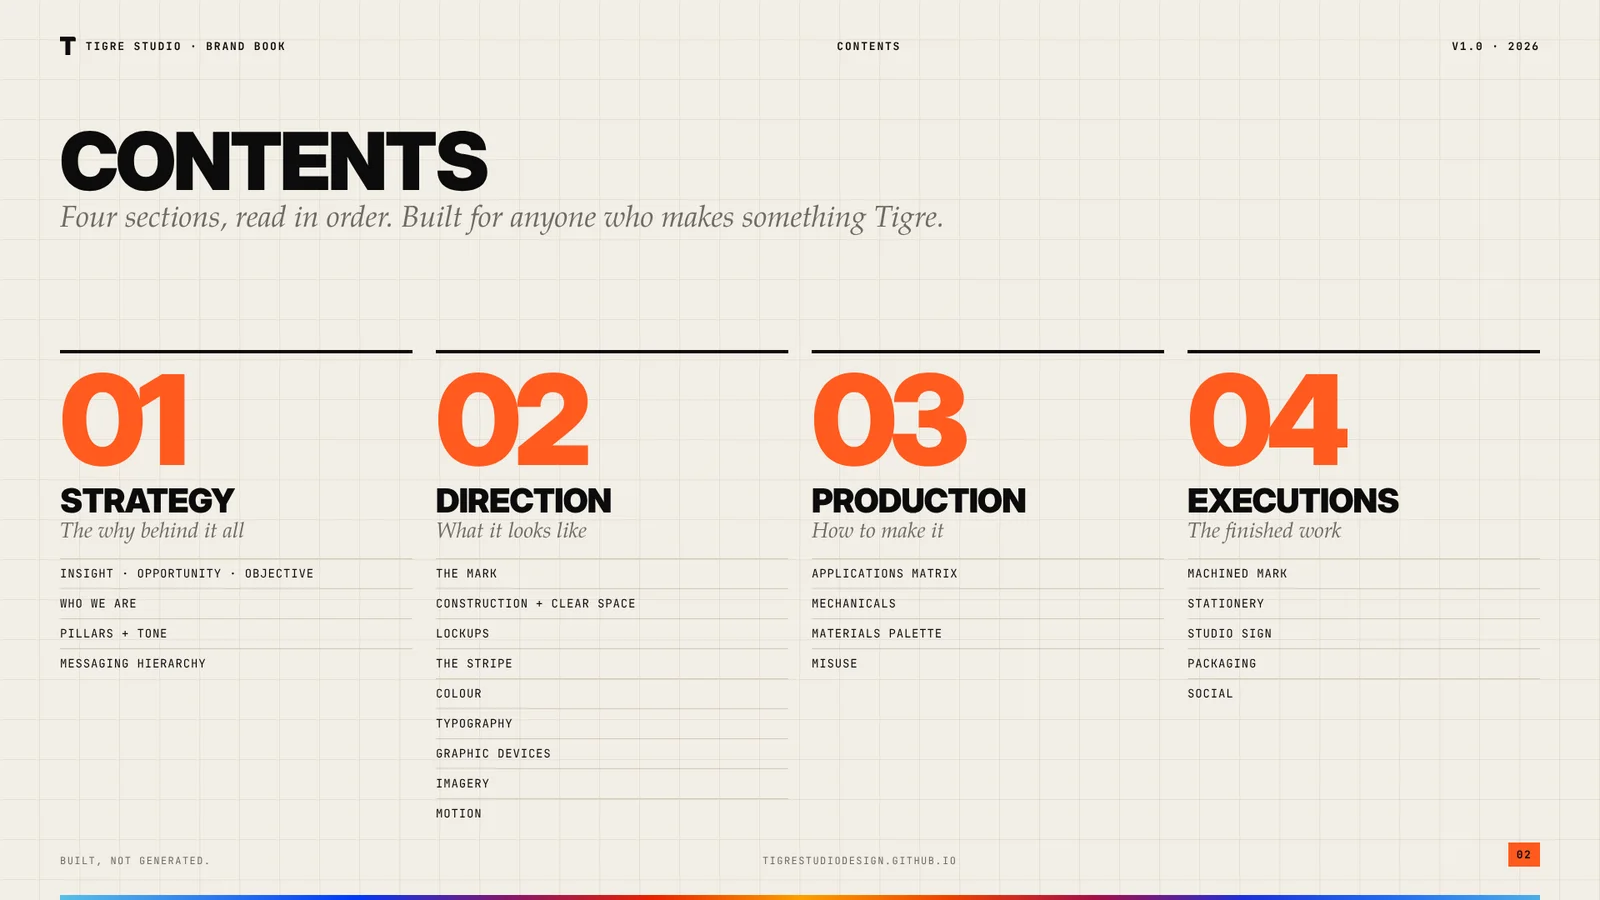 T TIGRE STUDIO · BRAND BOOK
CONTENTS
V1.0 · 2026
CONTENTS
Four sections, read in order. Built for anyone who makes something Tigre.
01
STRATEGY
The why behind it all
INSIGHT · OPPORTUNITY · OBJECTIVE
WHO WE ARE
PILLARS + TONE
MESSAGING HIERARCHY
02
DIRECTION
What it looks like
THE MARK
CONSTRUCTION + CLEAR SPACE
LOCKUPS
THE STRIPE
COLOUR
TYPOGRAPHY
GRAPHIC DEVICES
IMAGERY
MOTION
03
PRODUCTION
How to make it
APPLICATIONS MATRIX
MECHANICALS
MATERIALS PALETTE
MISUSE
04
EXECUTIONS
The finished work
MACHINED MARK
STATIONERY
STUDIO SIGN
PACKAGING
SOCIAL
BUILT, NOT GENERATED.
TIGRESTUDIODESIGN.GITHUB.IO
02